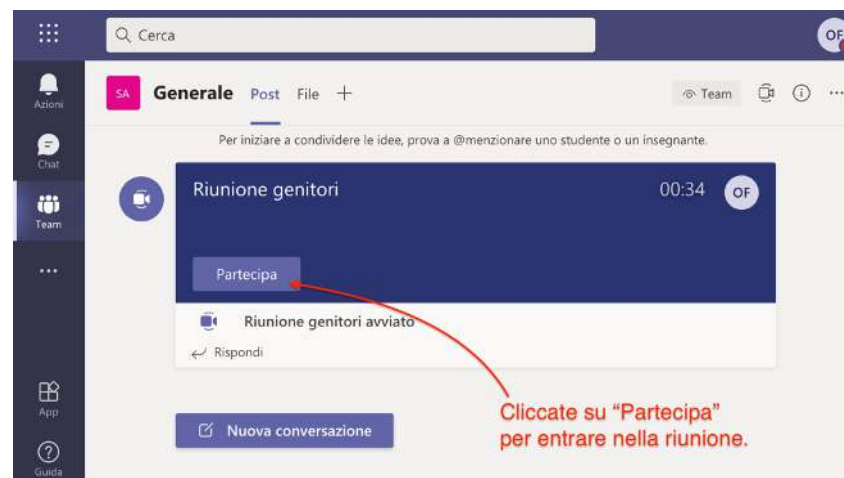 Cerca
OF
Azioni
Chat
Team
App
Guida
SA Generale Post File + Team
Per iniziare a condividere le idee, prova a @menzionare uno studente o un insegnante.
Riunione genitori 00:34 OF
Partecipa
Riunione genitori avviato
Rispondi
Nuova conversazione
Cliccate su “Partecipa”
per entrare nella riunione.